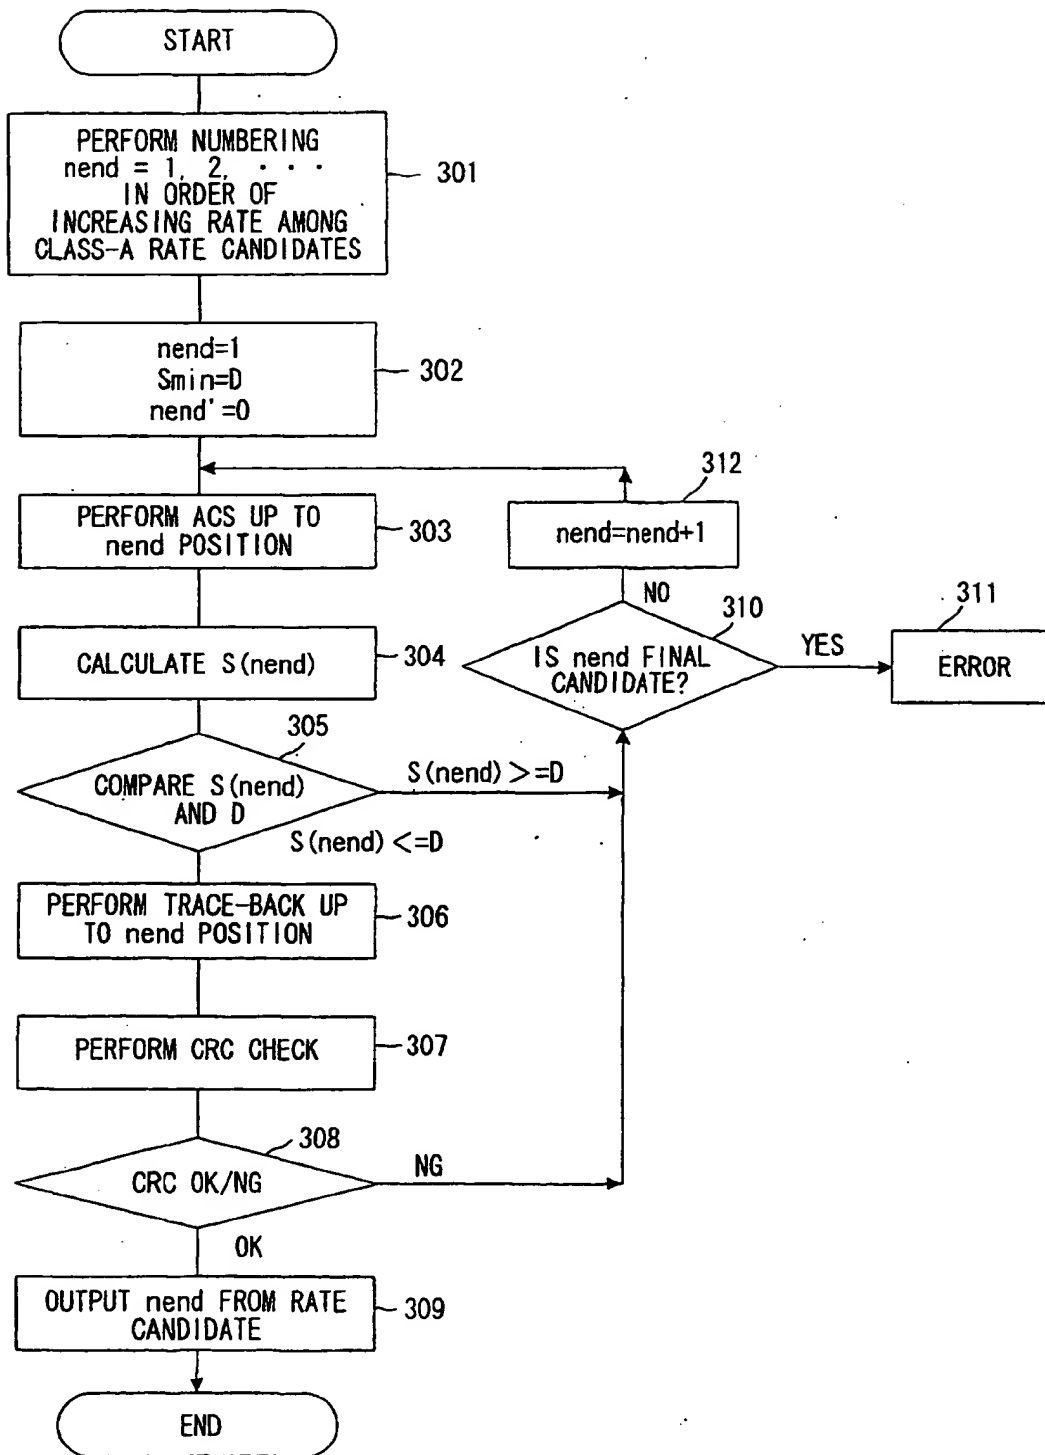 START
PERFORM NUMBERING
nend = 1, 2, ・・・
IN ORDER OF
INCREASING RATE AMONG
CLASS-A RATE CANDIDATES
301
nend=1
Smin=D
nend'=0
302
312
PERFORM ACS UP TO
nend POSITION
303
nend=nend+1
NO
310
311
CALCULATE S(nend)
304
IS nend FINAL
CANDIDATE?
YES
ERROR
305
COMPARE S(nend)
AND D
S(nend)>=D
S(nend)<=D
PERFORM TRACE-BACK UP
TO nend POSITION
306
PERFORM CRC CHECK
307
308
CRC OK/NG
NG
OK
OUTPUT nend FROM RATE
CANDIDATE
309
END